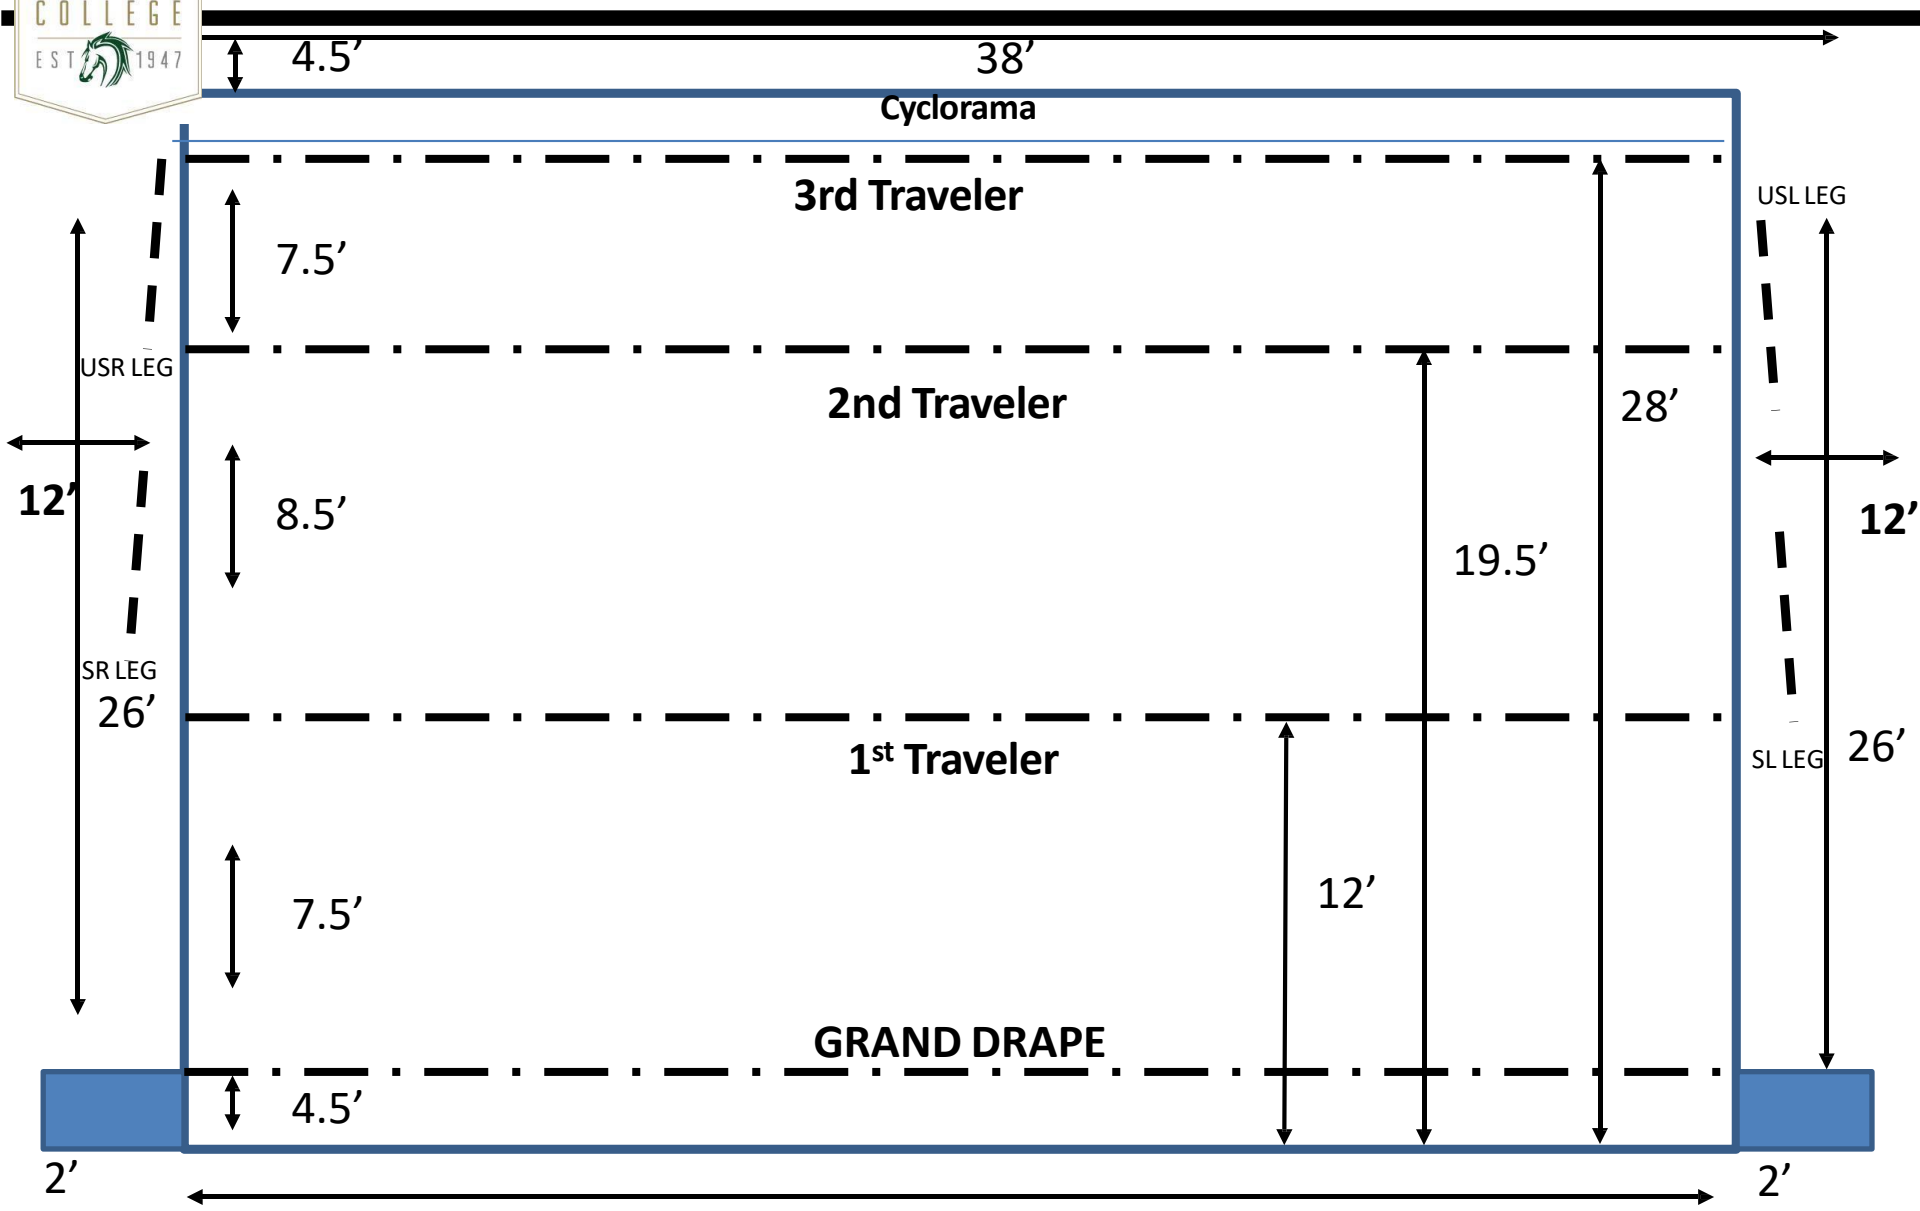 COLLEGE
EST 1947
4.5’
38’
Cyclorama
3rd Traveler
USL LEG
7.5’
USR LEG
2nd Traveler
28’
12’
8.5’
12’
19.5’
SR LEG
26’
1st Traveler
26’
SL LEG
12’
7.5’
GRAND DRAPE
4.5’
2’
2’